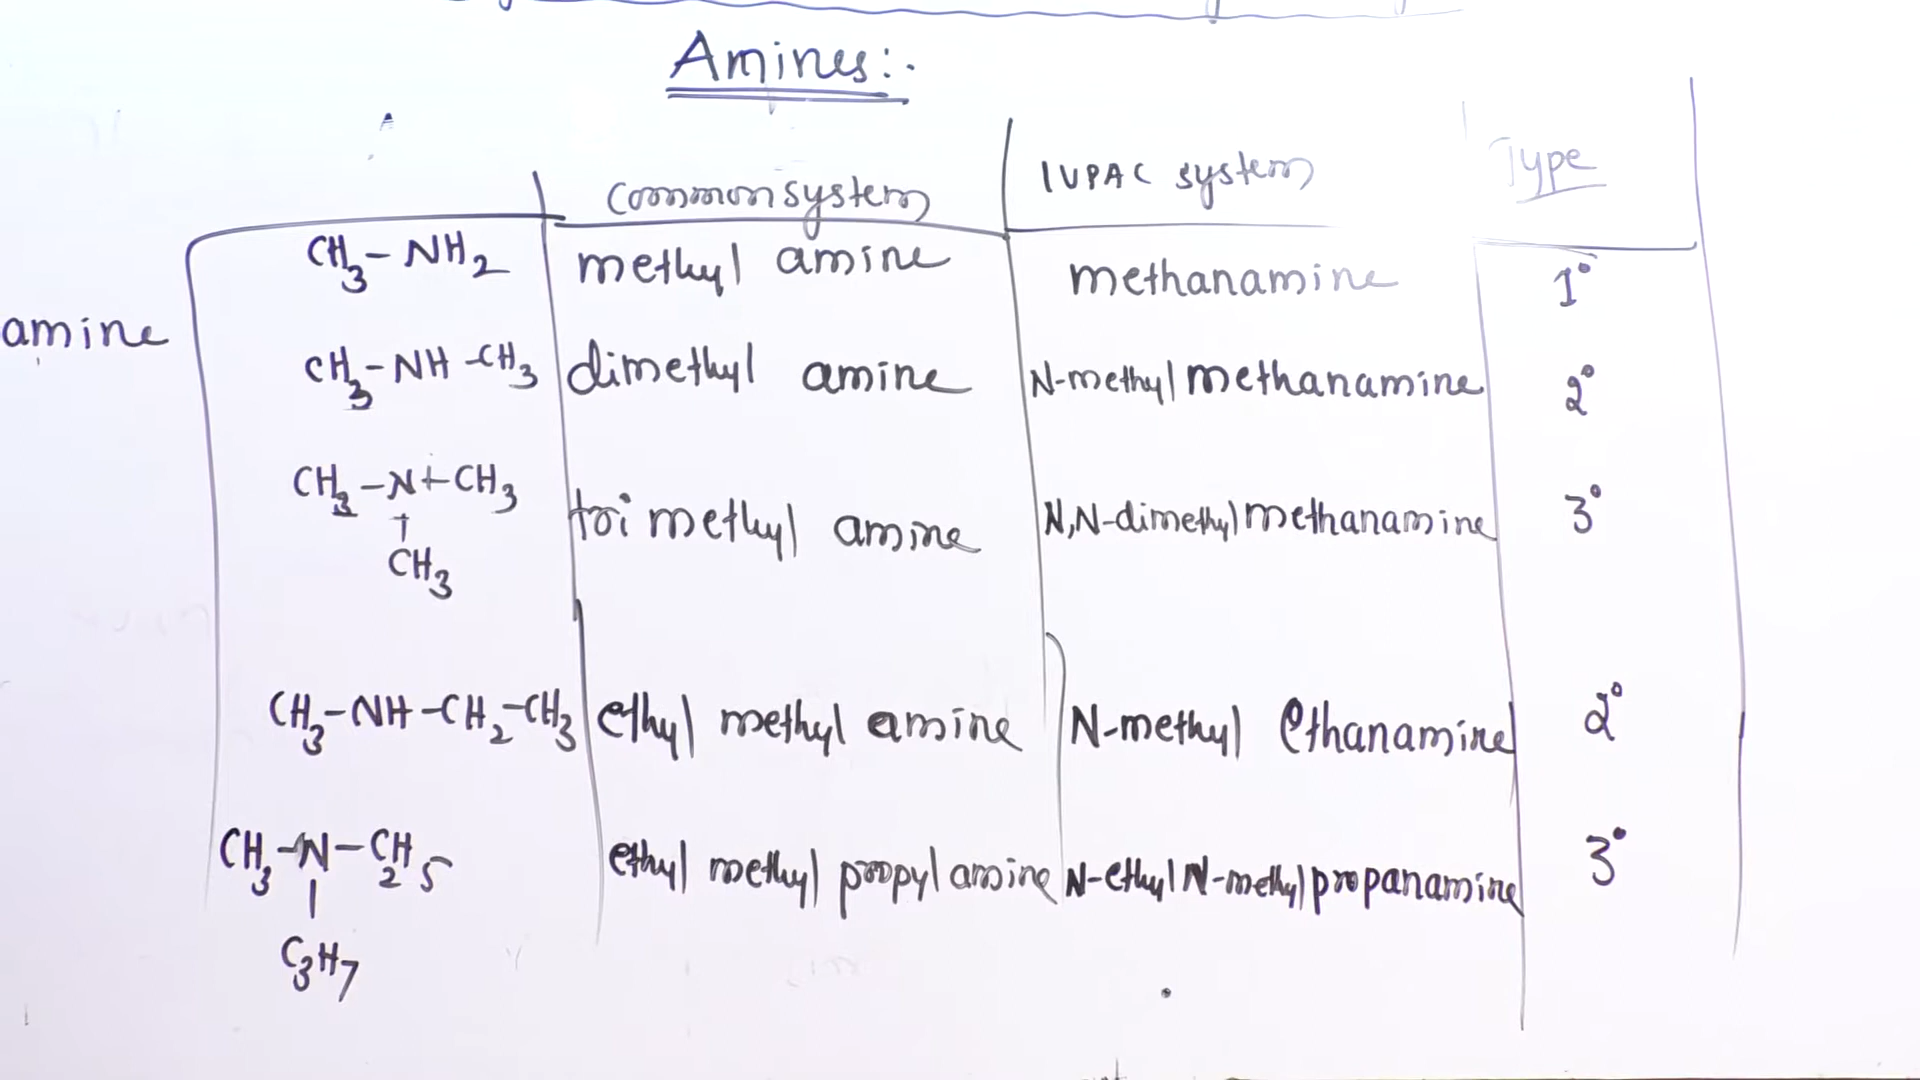 Amines:.
Common system IUPAC system Type
CH3-NH2 methyl amine methanamine 1°
amine
CH3-NH-CH3 dimethyl amine N-methyl methanamine 2°
CH3-N-CH3 trimethyl amine N,N-dimethyl methanamine 3°
CH3
CH3-NH-CH2-CH3 ethyl methyl amine N-methyl Ethanamine 2°
CH3-N-C2H5 ethyl methyl propyl amine N-ethyl N-methyl propanamine 3°
C3H7